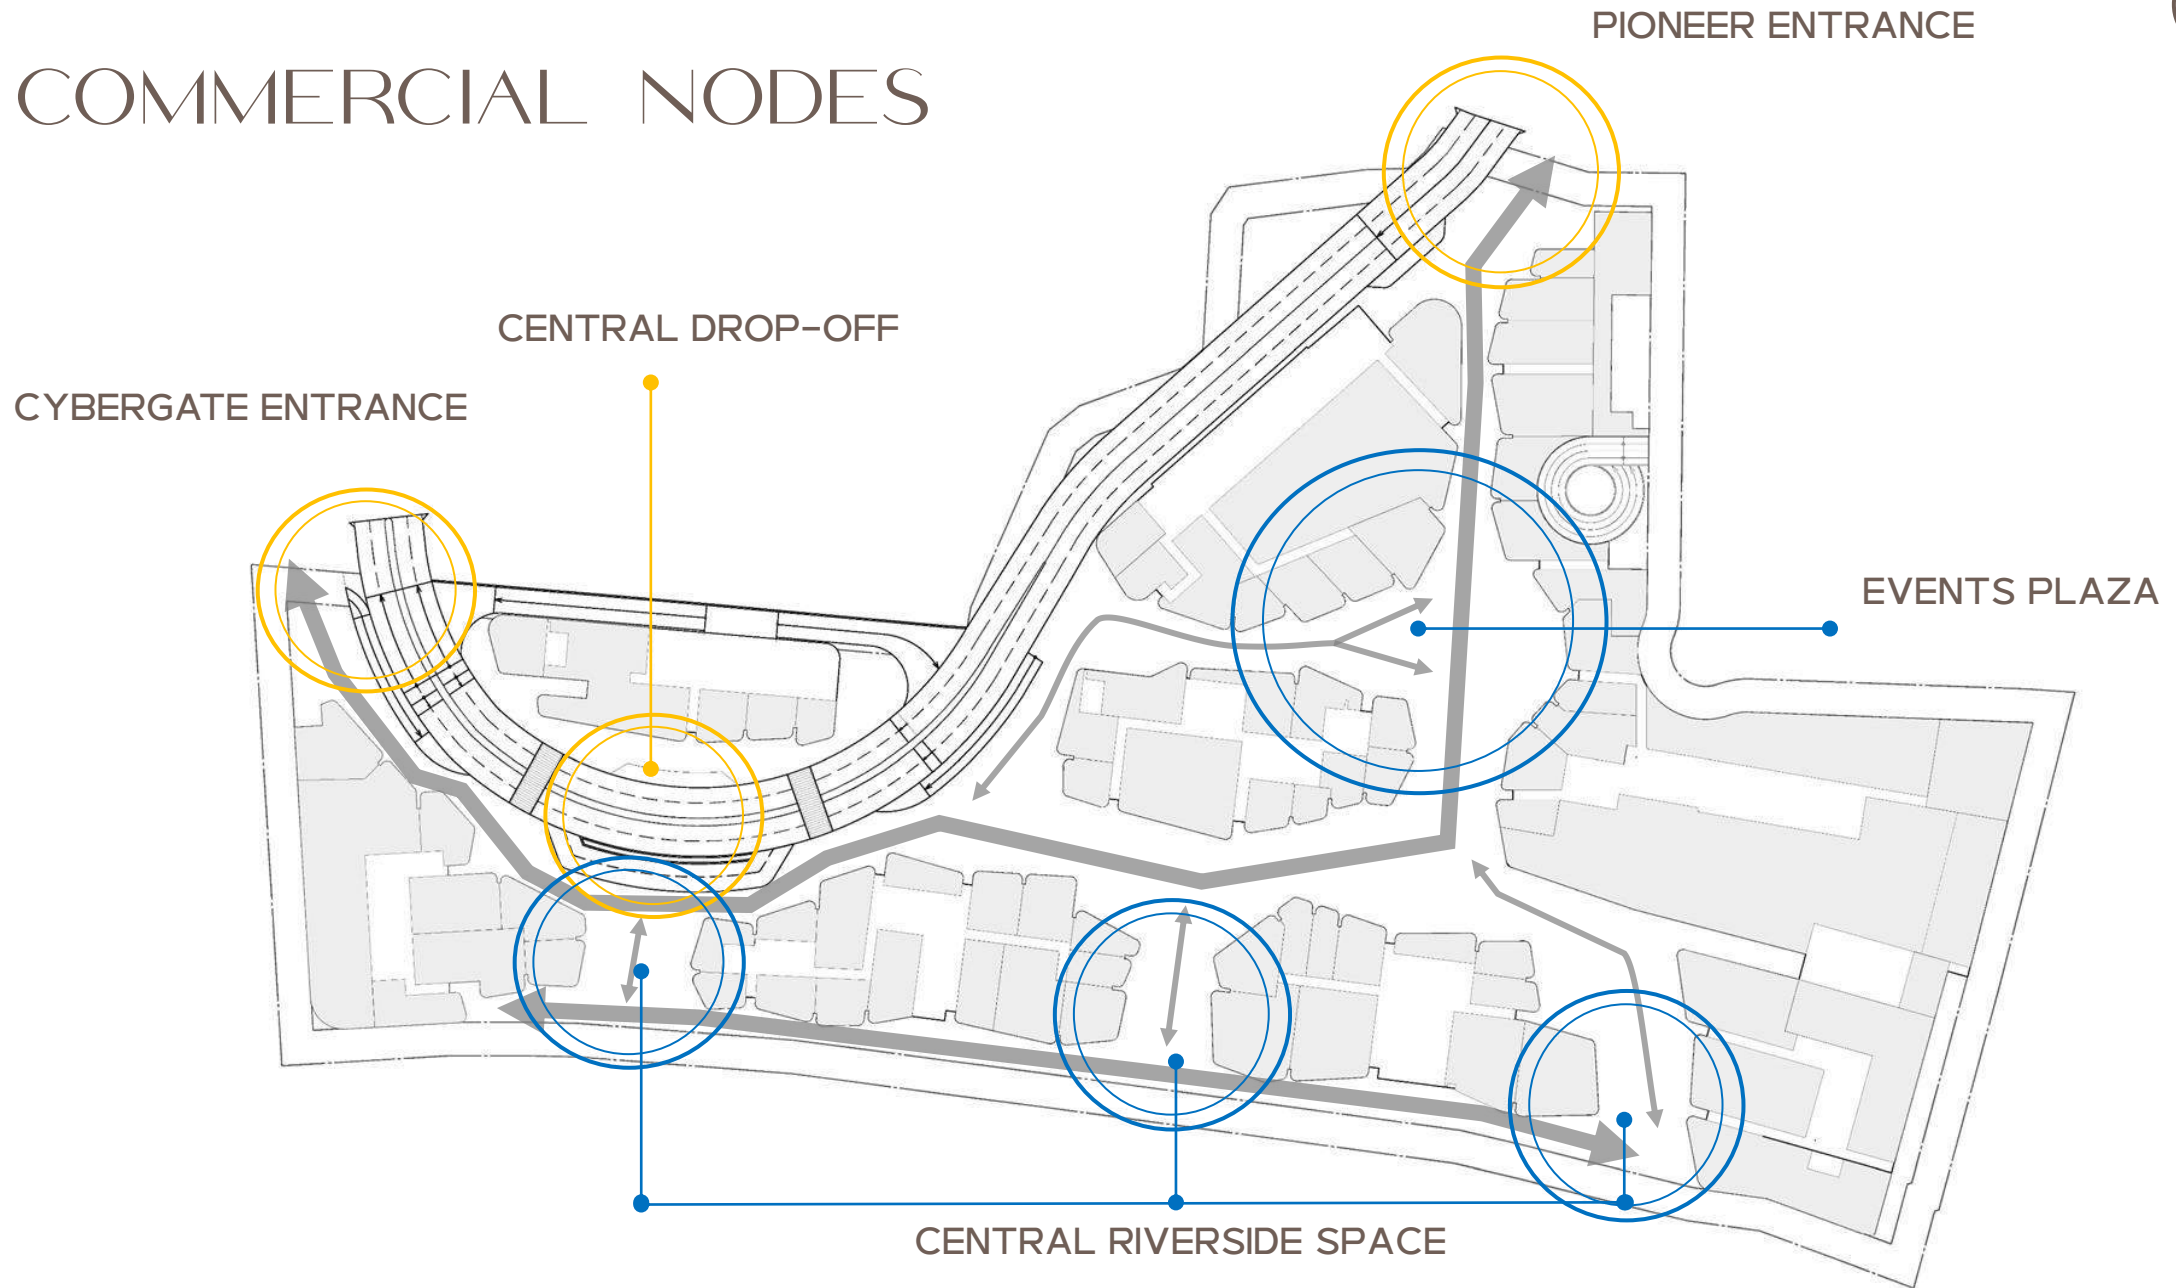 PIONEER ENTRANCE
COMMERCIAL NODES
CENTRAL DROP-OFF
CYBERGATE ENTRANCE
EVENTS PLAZA
CENTRAL RIVERSIDE SPACE